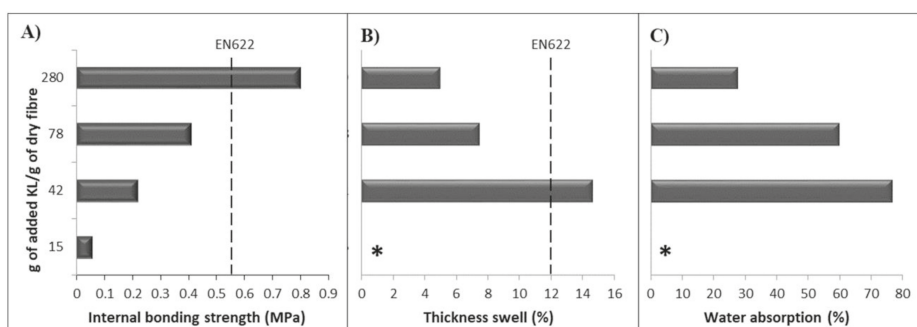 A)
EN622
g of added KL/g of dry fibre
280
78
42
15
0 0.1 0.2 0.3 0.4 0.5 0.6 0.7 0.8 0.9
Internal bonding strength (MPa)
B)
EN622
*
0 2 4 6 8 10 12 14 16
Thickness swell (%)
C)
*
0 10 20 30 40 50 60 70 80
Water absorption (%)